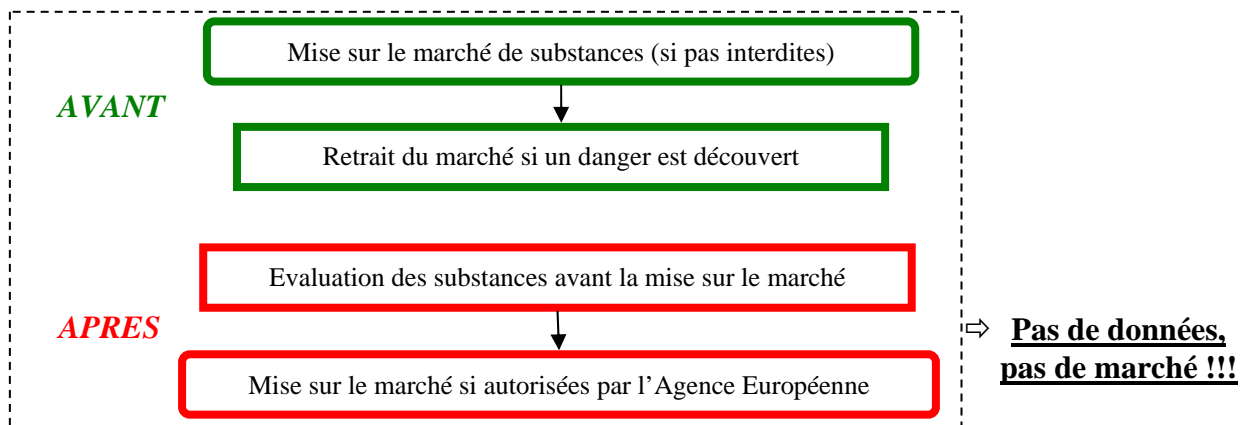 Mise sur le marché de substances (si pas interdites)
AVANT
Retrait du marché si un danger est découvert
Evaluation des substances avant la mise sur le marché
APRES
⇨ Pas de données,
pas de marché !!!
Mise sur le marché si autorisées par l’Agence Européenne